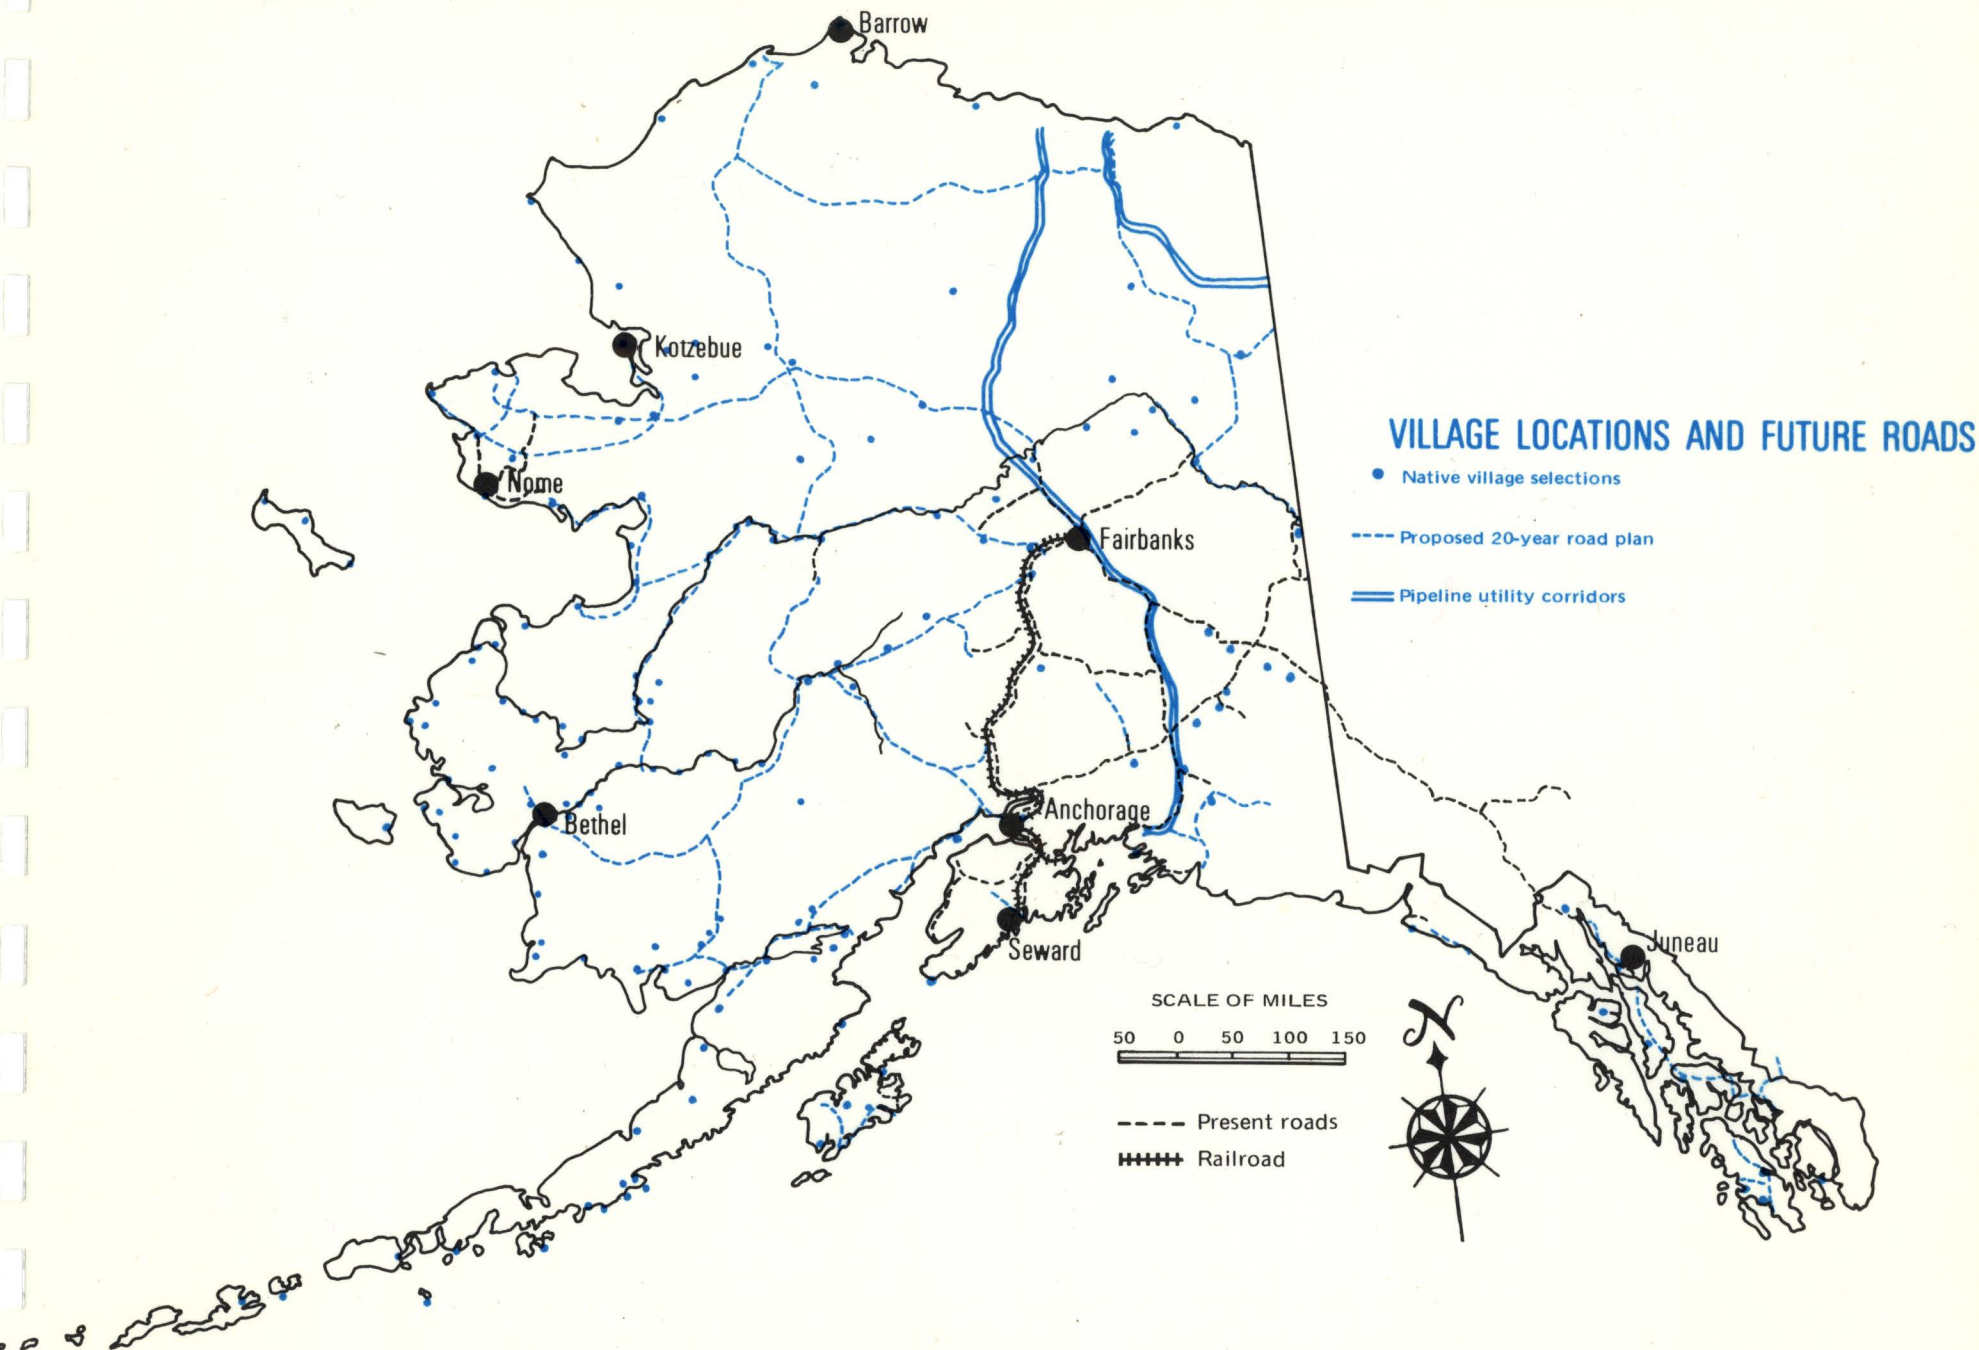 Barrow
Kotzebue
Nome
Fairbanks
Bethel
Anchorage
Seward
Juneau
VILLAGE LOCATIONS AND FUTURE ROADS
Native village selections
Proposed 20-year road plan
Pipeline utility corridors
SCALE OF MILES
50 0 50 100 150
N
Present roads
Railroad